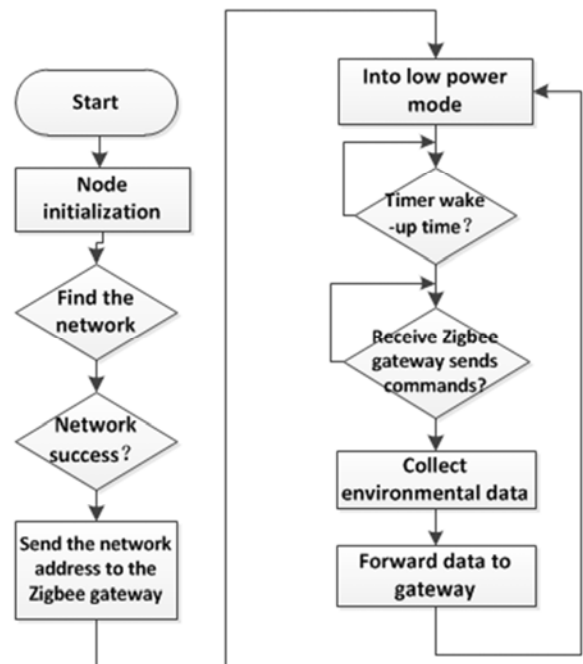 Start
Node
initialization
Find the
network
Network
success？
Send the network
address to the
Zigbee gateway
Into low power
mode
Timer wake
-up time？
Receive Zigbee
gateway sends
commands?
Collect
environmental data
Forward data to
gateway